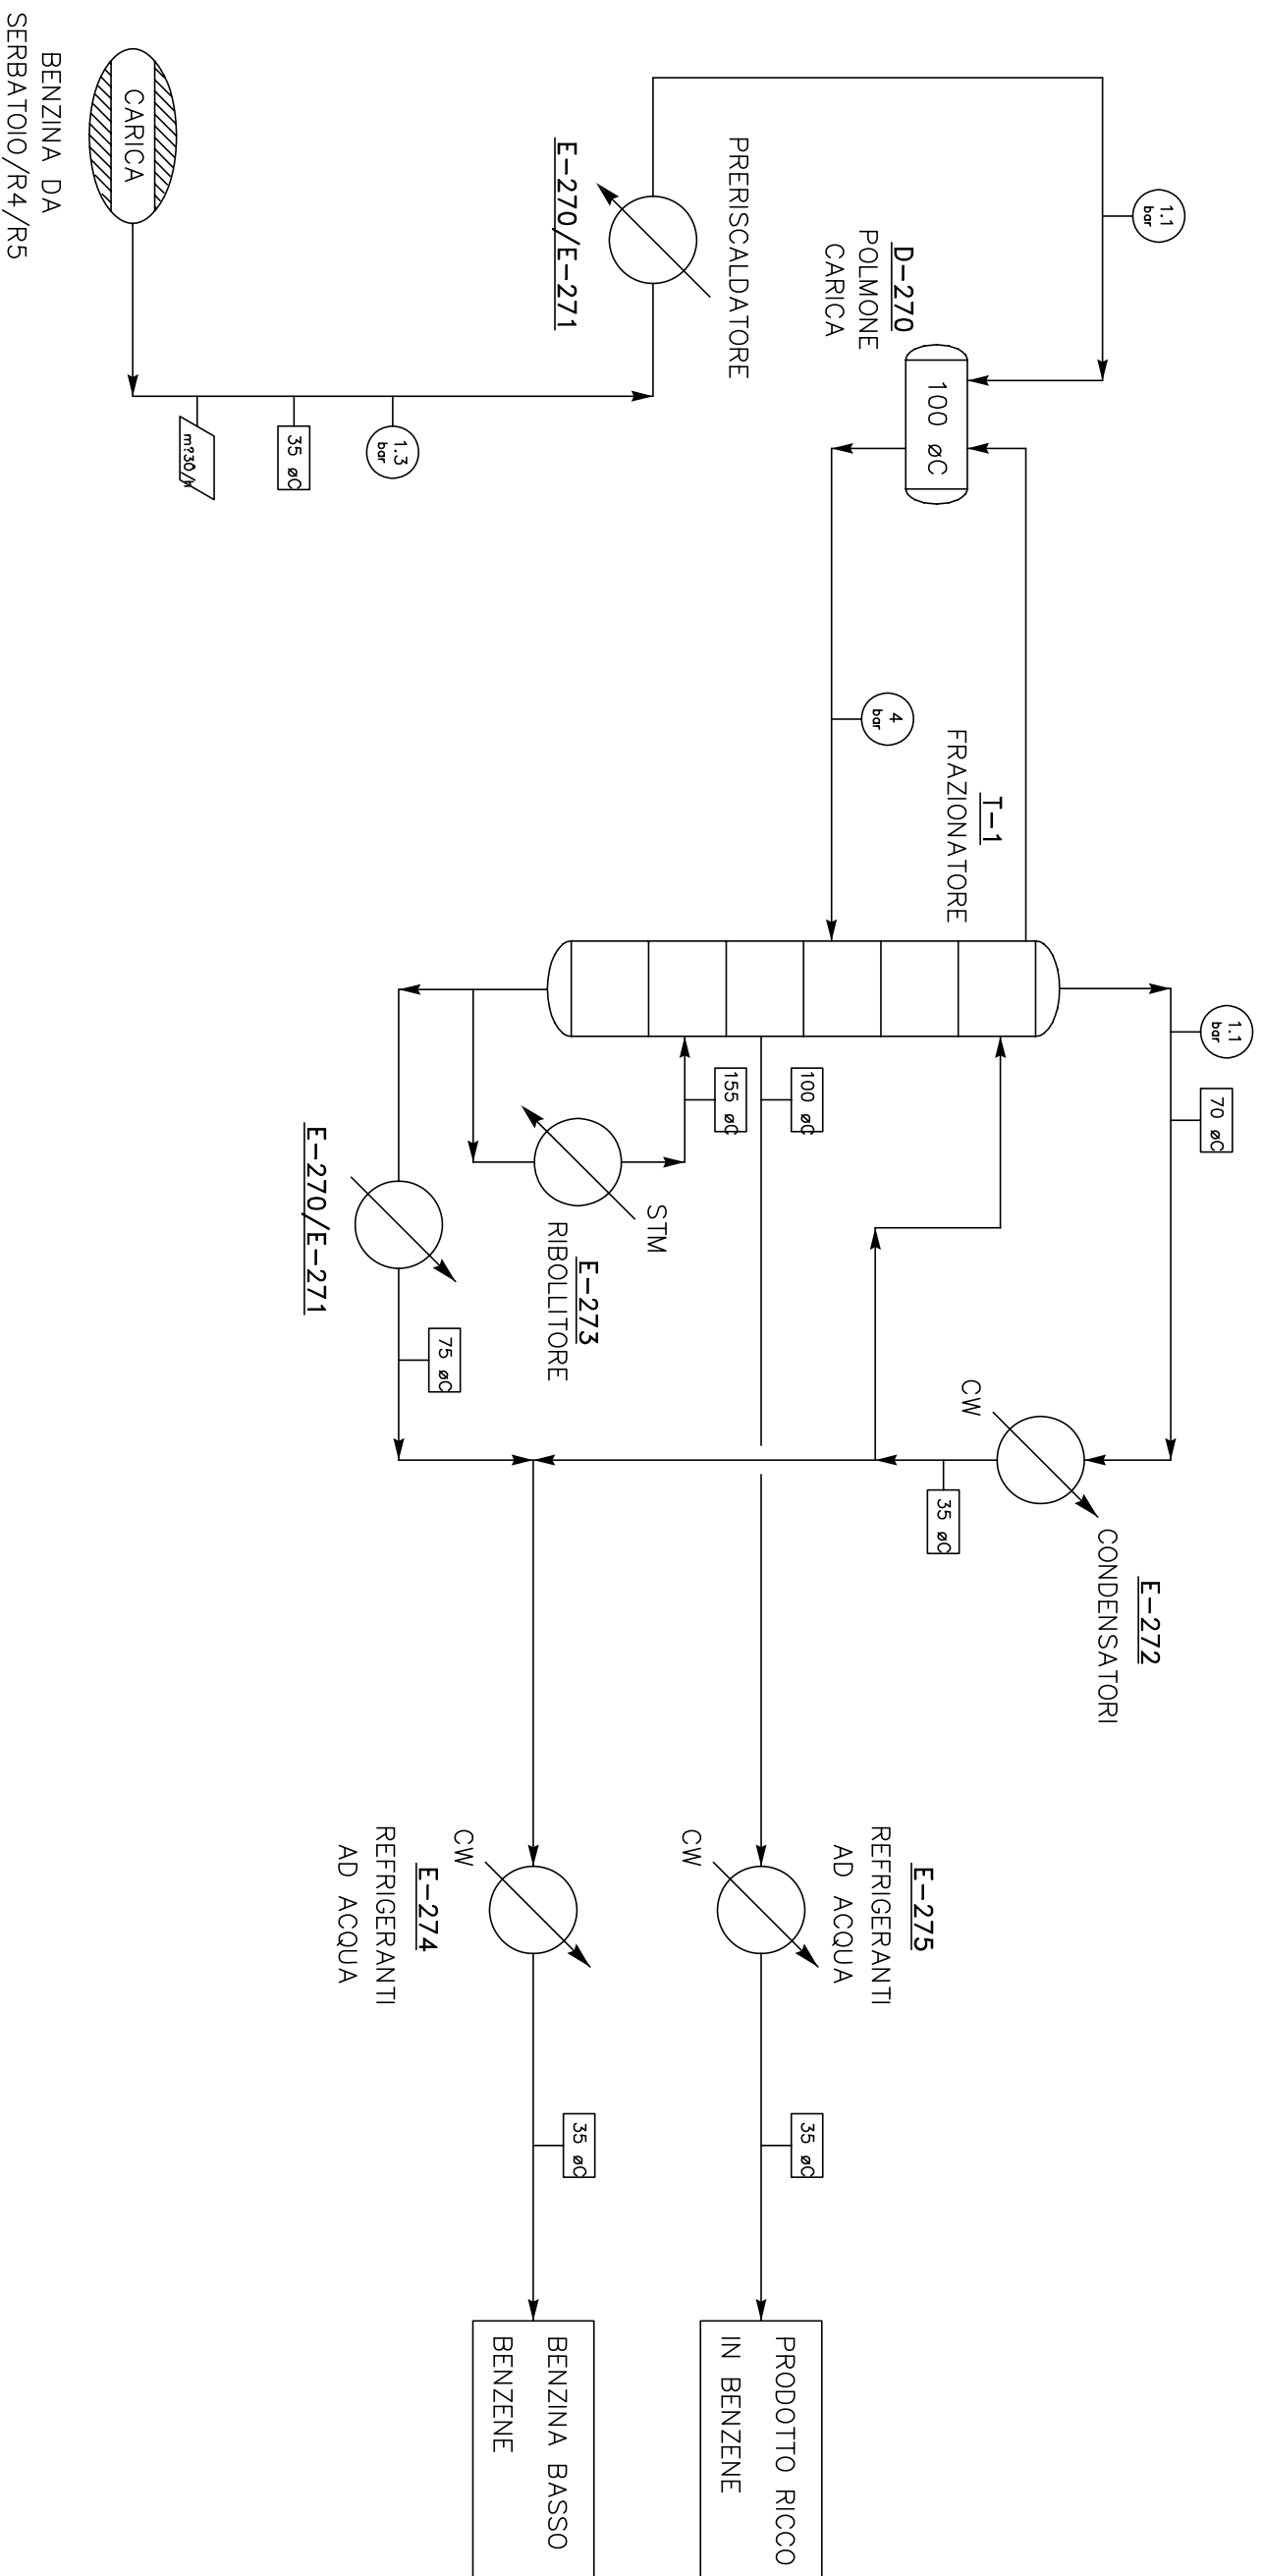 BENZINA DA
SERBATOIO/R4/R5
CARICA
m?30/h
35 øC
1.3
bar
PRERISCALDATORE
E-270/E-271
1.1
bar
D-270
POLMONE
CARICA
100 øC
4
bar
T-1
FRAZIONATORE
1.1
bar
70 øC
100 øC
155 øC
STM
E-273
RIBOLLITORE
E-270/E-271
75 øC
CW
E-272
CONDENSATORI
35 øC
E-275
REFRIGERANTI
AD ACQUA
CW
35 øC
PRODOTTO RICCO
IN BENZENE
E-274
REFRIGERANTI
AD ACQUA
CW
35 øC
BENZINA BASSO
BENZENE